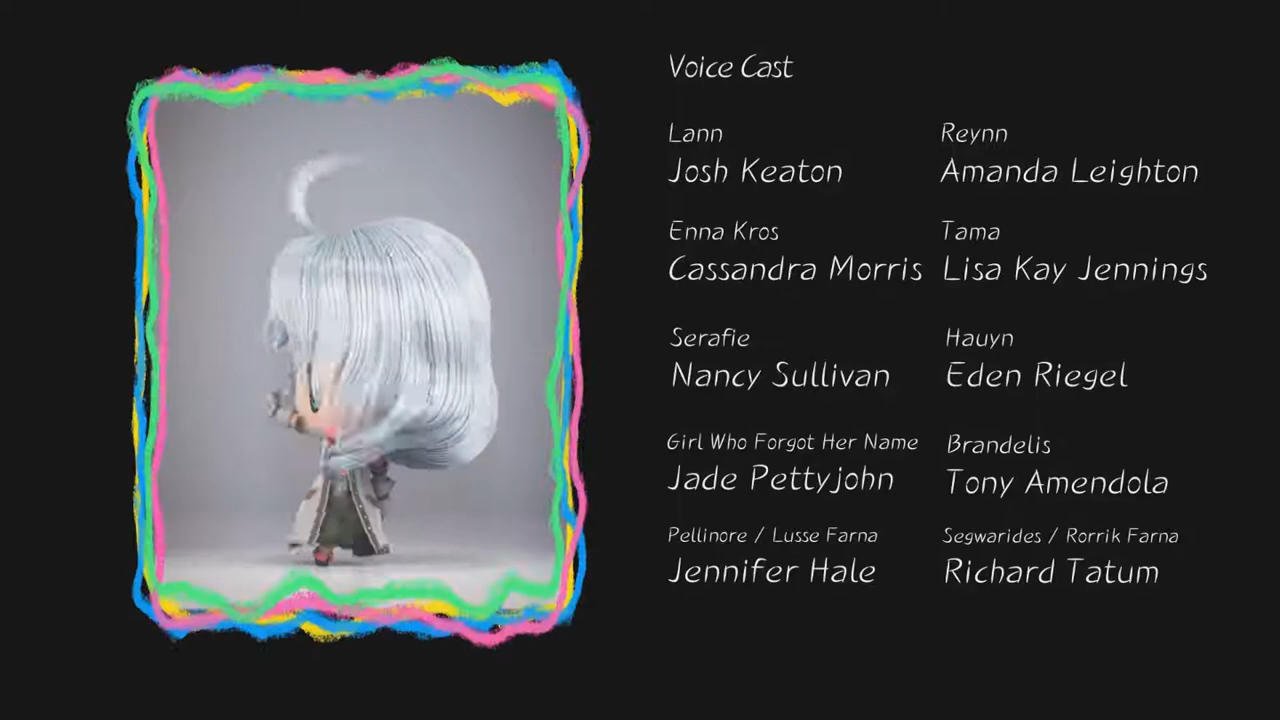 Voice Cast
Lann Reynn
Josh Keaton Amanda Leighton
Enna Kros Tama
Cassandra Morris Lisa Kay Jennings
Serafie Hauyn
Nancy Sullivan Eden Riegel
Girl Who Forgot Her Name Brandelis
Jade Pettyjohn Tony Amendola
Pellinore / Lusse Farna Segwarides / Rorrik Farna
Jennifer Hale Richard Tatum